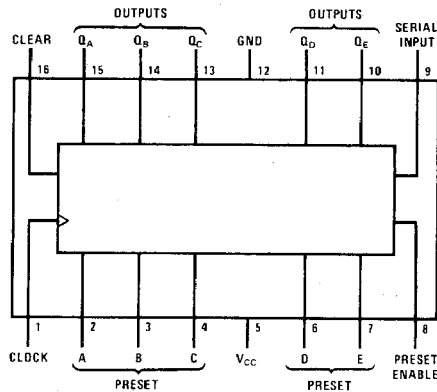 OUTPUTS OUTPUTS
CLEAR QA QB QC GND QD QE SERIAL INPUT
16 15 14 13 12 11 10 9
1 2 3 4 5 6 7 8
CLOCK A B C VCC D E PRESET ENABLE
PRESET PRESET